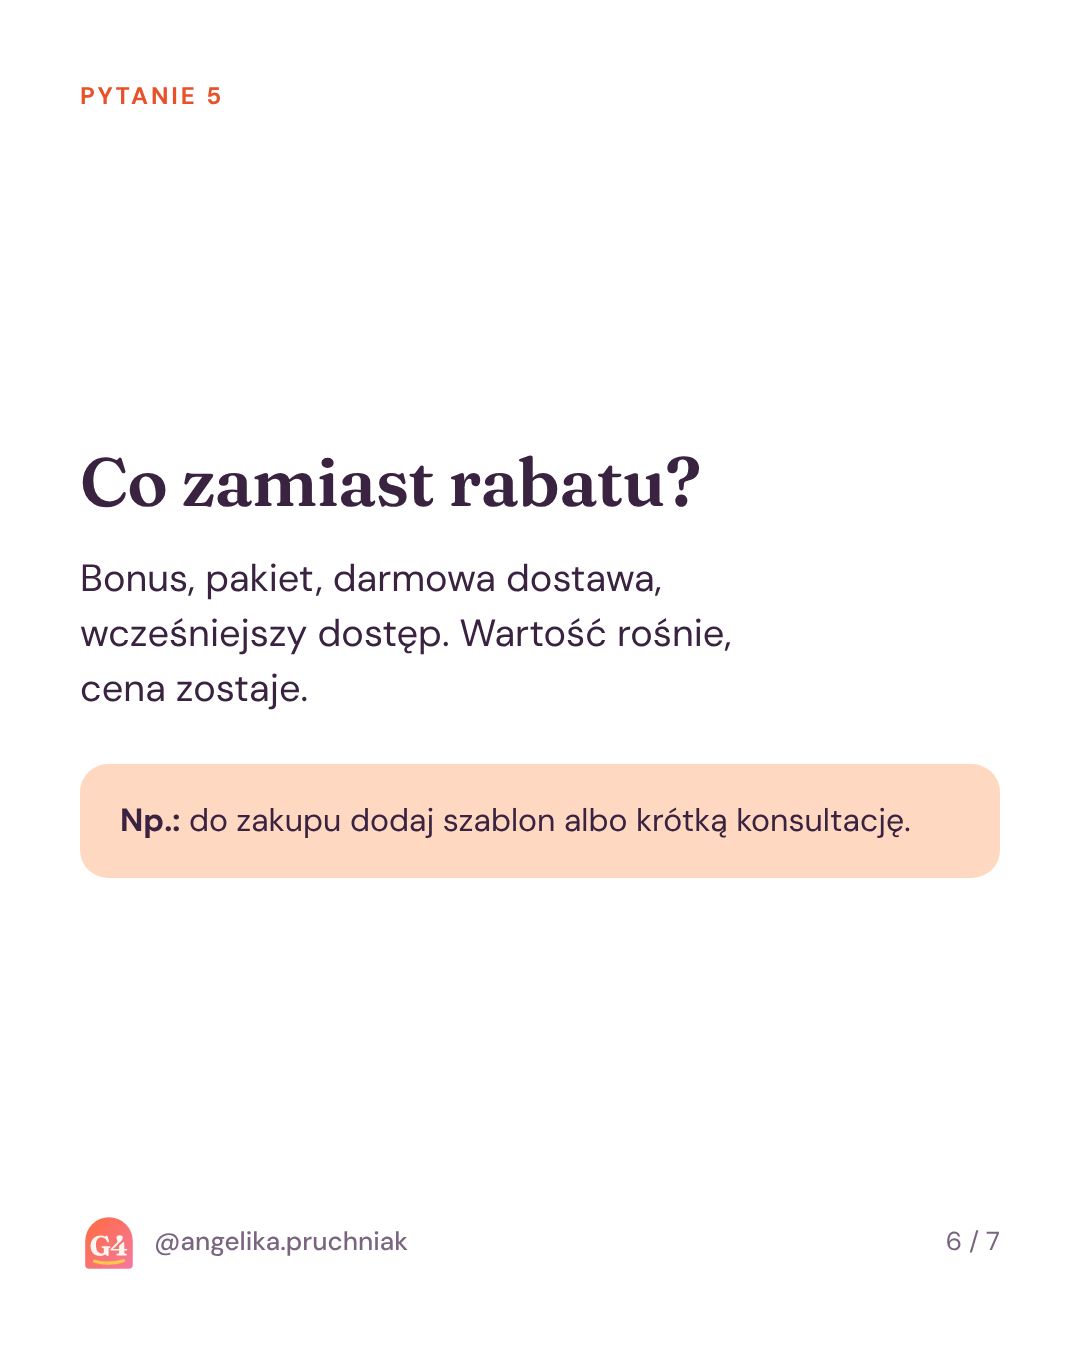 PYTANIE 5
Co zamiast rabatu?
Bonus, pakiet, darmowa dostawa,
wcześniejszy dostęp. Wartość rośnie,
cena zostaje.
Np.: do zakupu dodaj szablon albo krótką konsultację.
G4
@angelika.pruchniak
6 / 7